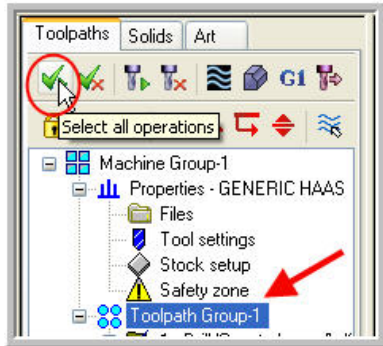 Toolpaths Solids Art
G1
Select all operations
Machine Group-1
Properties - GENERIC HAAS
Files
Tool settings
Stock setup
Safety zone
Toolpath Group-1